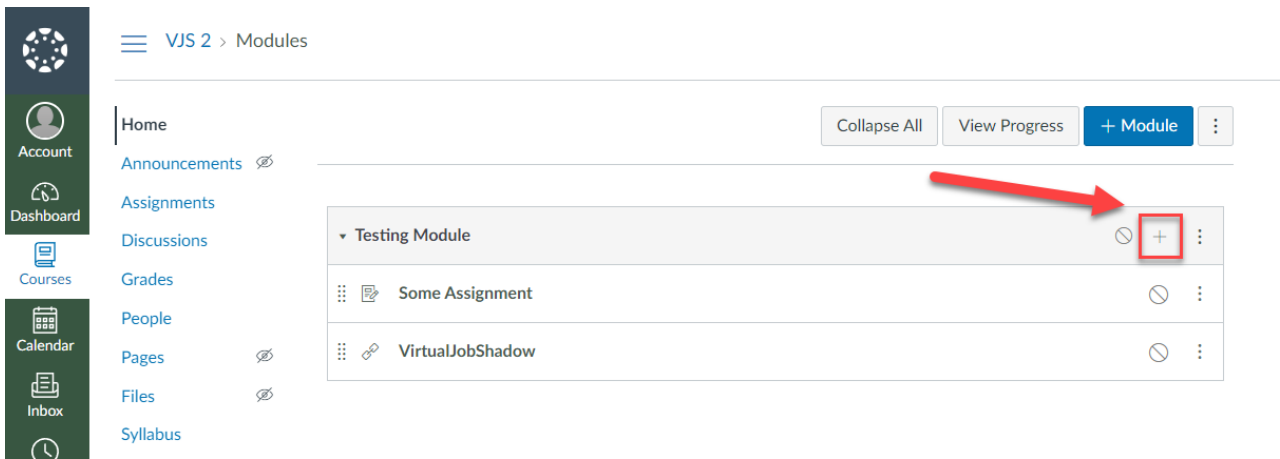 VJS 2 > Modules
Account
Dashboard
Courses
Calendar
Inbox
Home
Announcements
Assignments
Discussions
Grades
People
Pages
Files
Syllabus
Collapse All View Progress + Module
Testing Module
Some Assignment
VirtualJobShadow